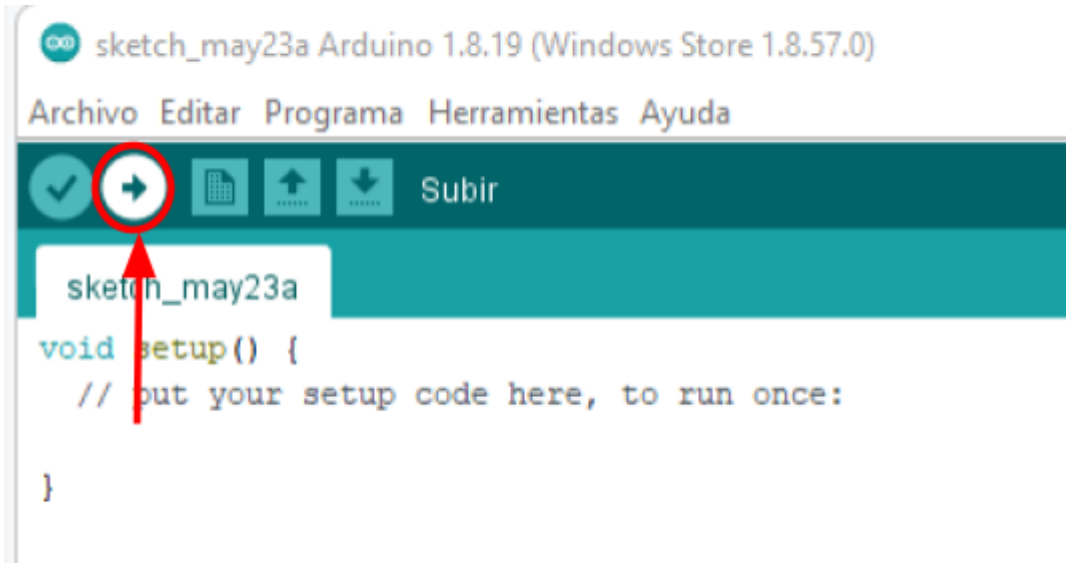 sketch_may23a Arduino 1.8.19 (Windows Store 1.8.57.0)
Archivo Editar Programa Herramientas Ayuda
Subir
sketch_may23a
void setup() {
// put your setup code here, to run once:
}